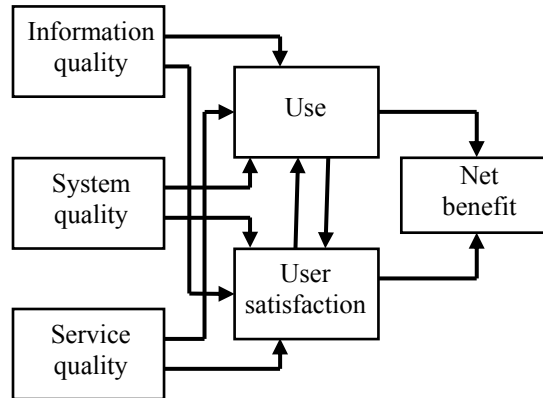 Information
quality
System
quality
Service
quality
Use
User
satisfaction
Net
benefit